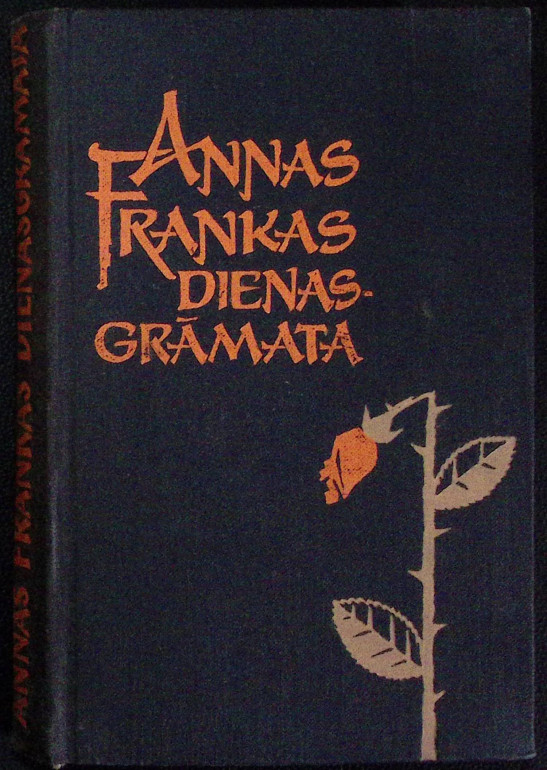 ANNAS
FRANKAS
DIENAS-
GRĀMATA
ANNAS FRANKAS DIENASGRĀMATA